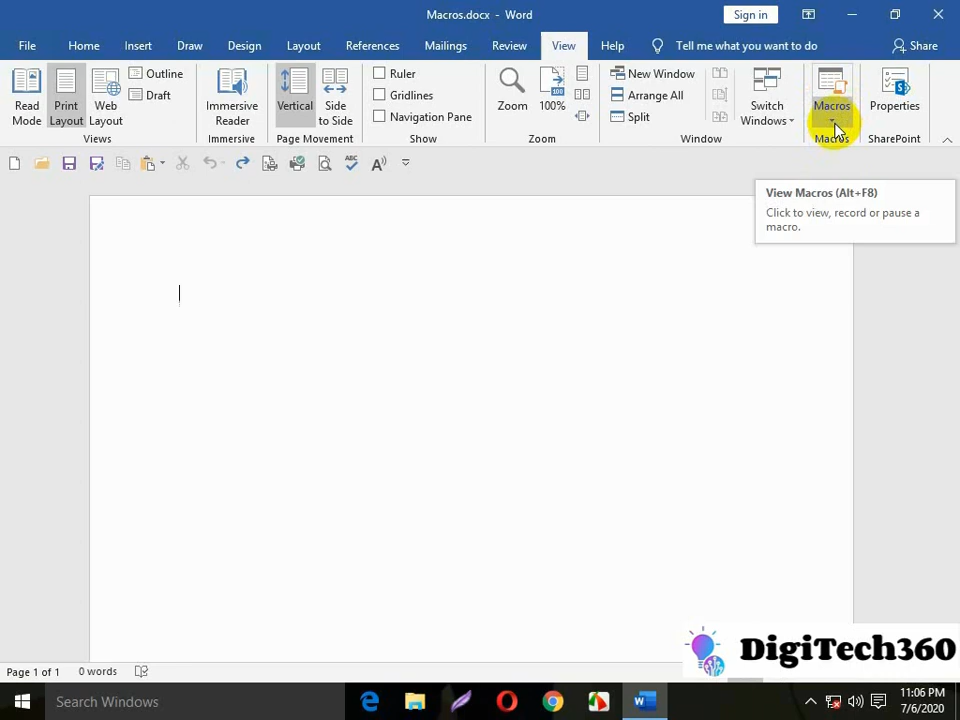 Macros.docx - Word
Sign in
File Home Insert Draw Design Layout References Mailings Review View Help Tell me what you want to do Share
Read Mode
Print Layout
Web Layout
Outline
Draft
Views
Immersive Reader
Immersive
Vertical
Side to Side
Page Movement
Ruler
Gridlines
Navigation Pane
Show
Zoom
100
100%
Zoom
New Window
Arrange All
Split
Switch Windows
Window
Macros
Macros
S
Properties
SharePoint
ABC
A
View Macros (Alt+F8)
Click to view, record or pause a
macro.
DigiTech360
Page 1 of 1 0 words
Search Windows
11:06 PM
7/6/2020